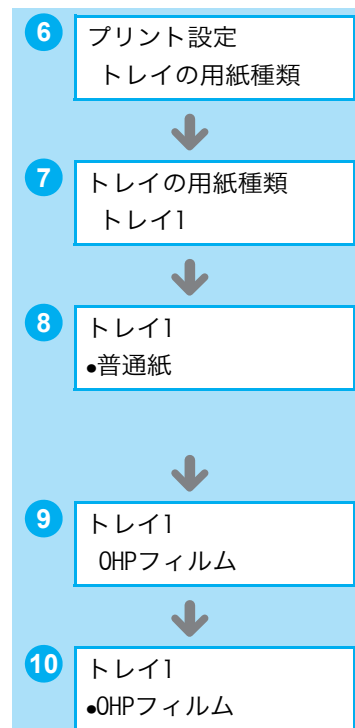 6
プリント設定
トレイの用紙種類
7
トレイの用紙種類
トレイ1
8
トレイ1
●普通紙
9
トレイ1
OHPフィルム
10
トレイ1
●OHPフィルム